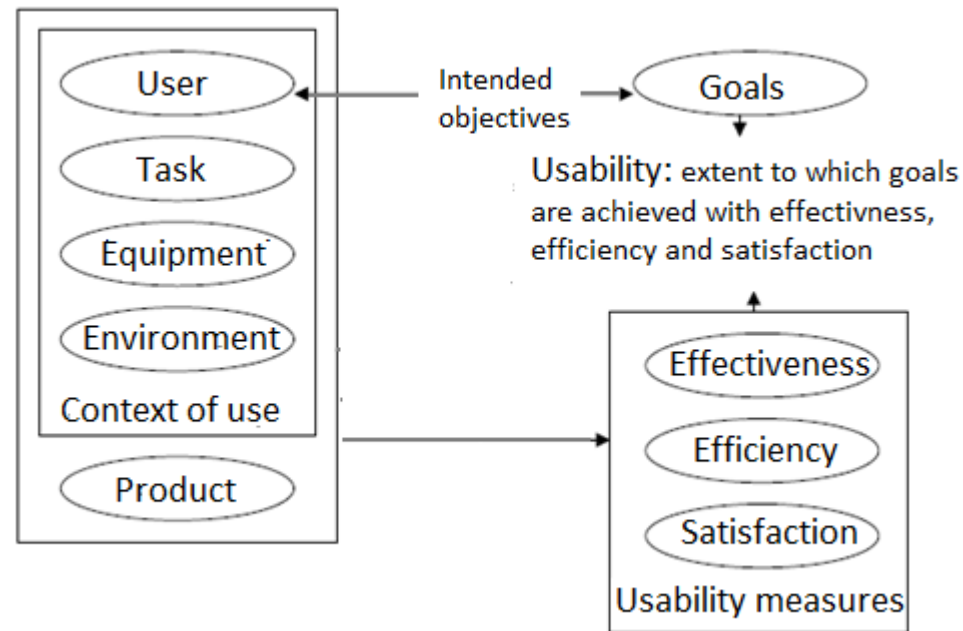 User
Task
Equipment
Environment
Context of use
Product
Intended
objectives
Goals
Usability: extent to which goals
are achieved with effectivness,
efficiency and satisfaction
Effectiveness
Efficiency
Satisfaction
Usability measures